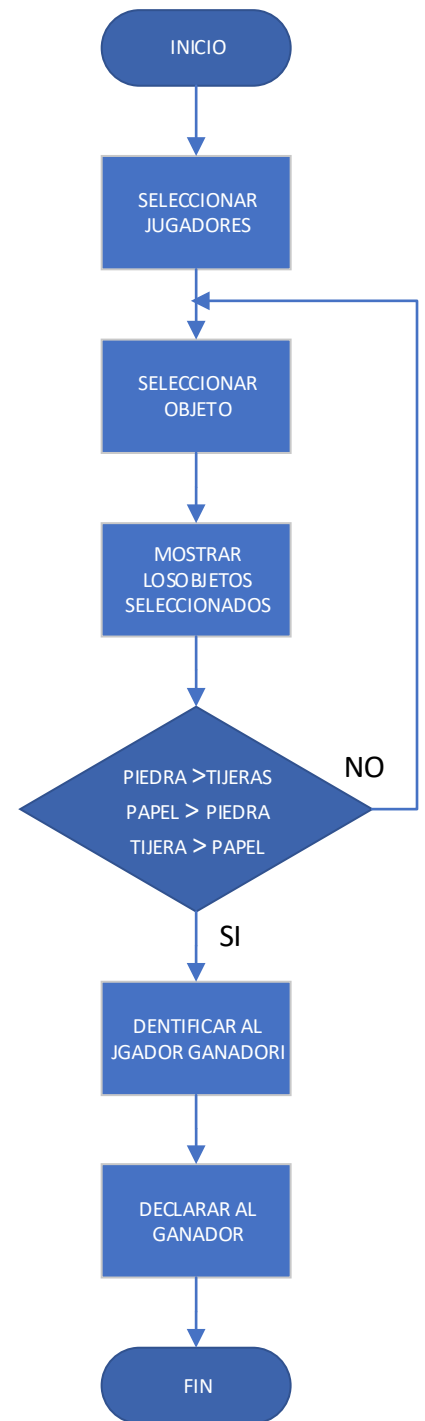 INICIO
SELECCIONAR
JUGADORES
SELECCIONAR
OBJETO
MOSTRAR
LOSOBJETOS
SELECCIONADOS
NO
PIEDRA >TIJERAS
PAPEL > PIEDRA
TIJERA > PAPEL
SI
DENTIFICAR AL
JGADOR GANADORI
DECLARAR AL
GANADOR
FIN